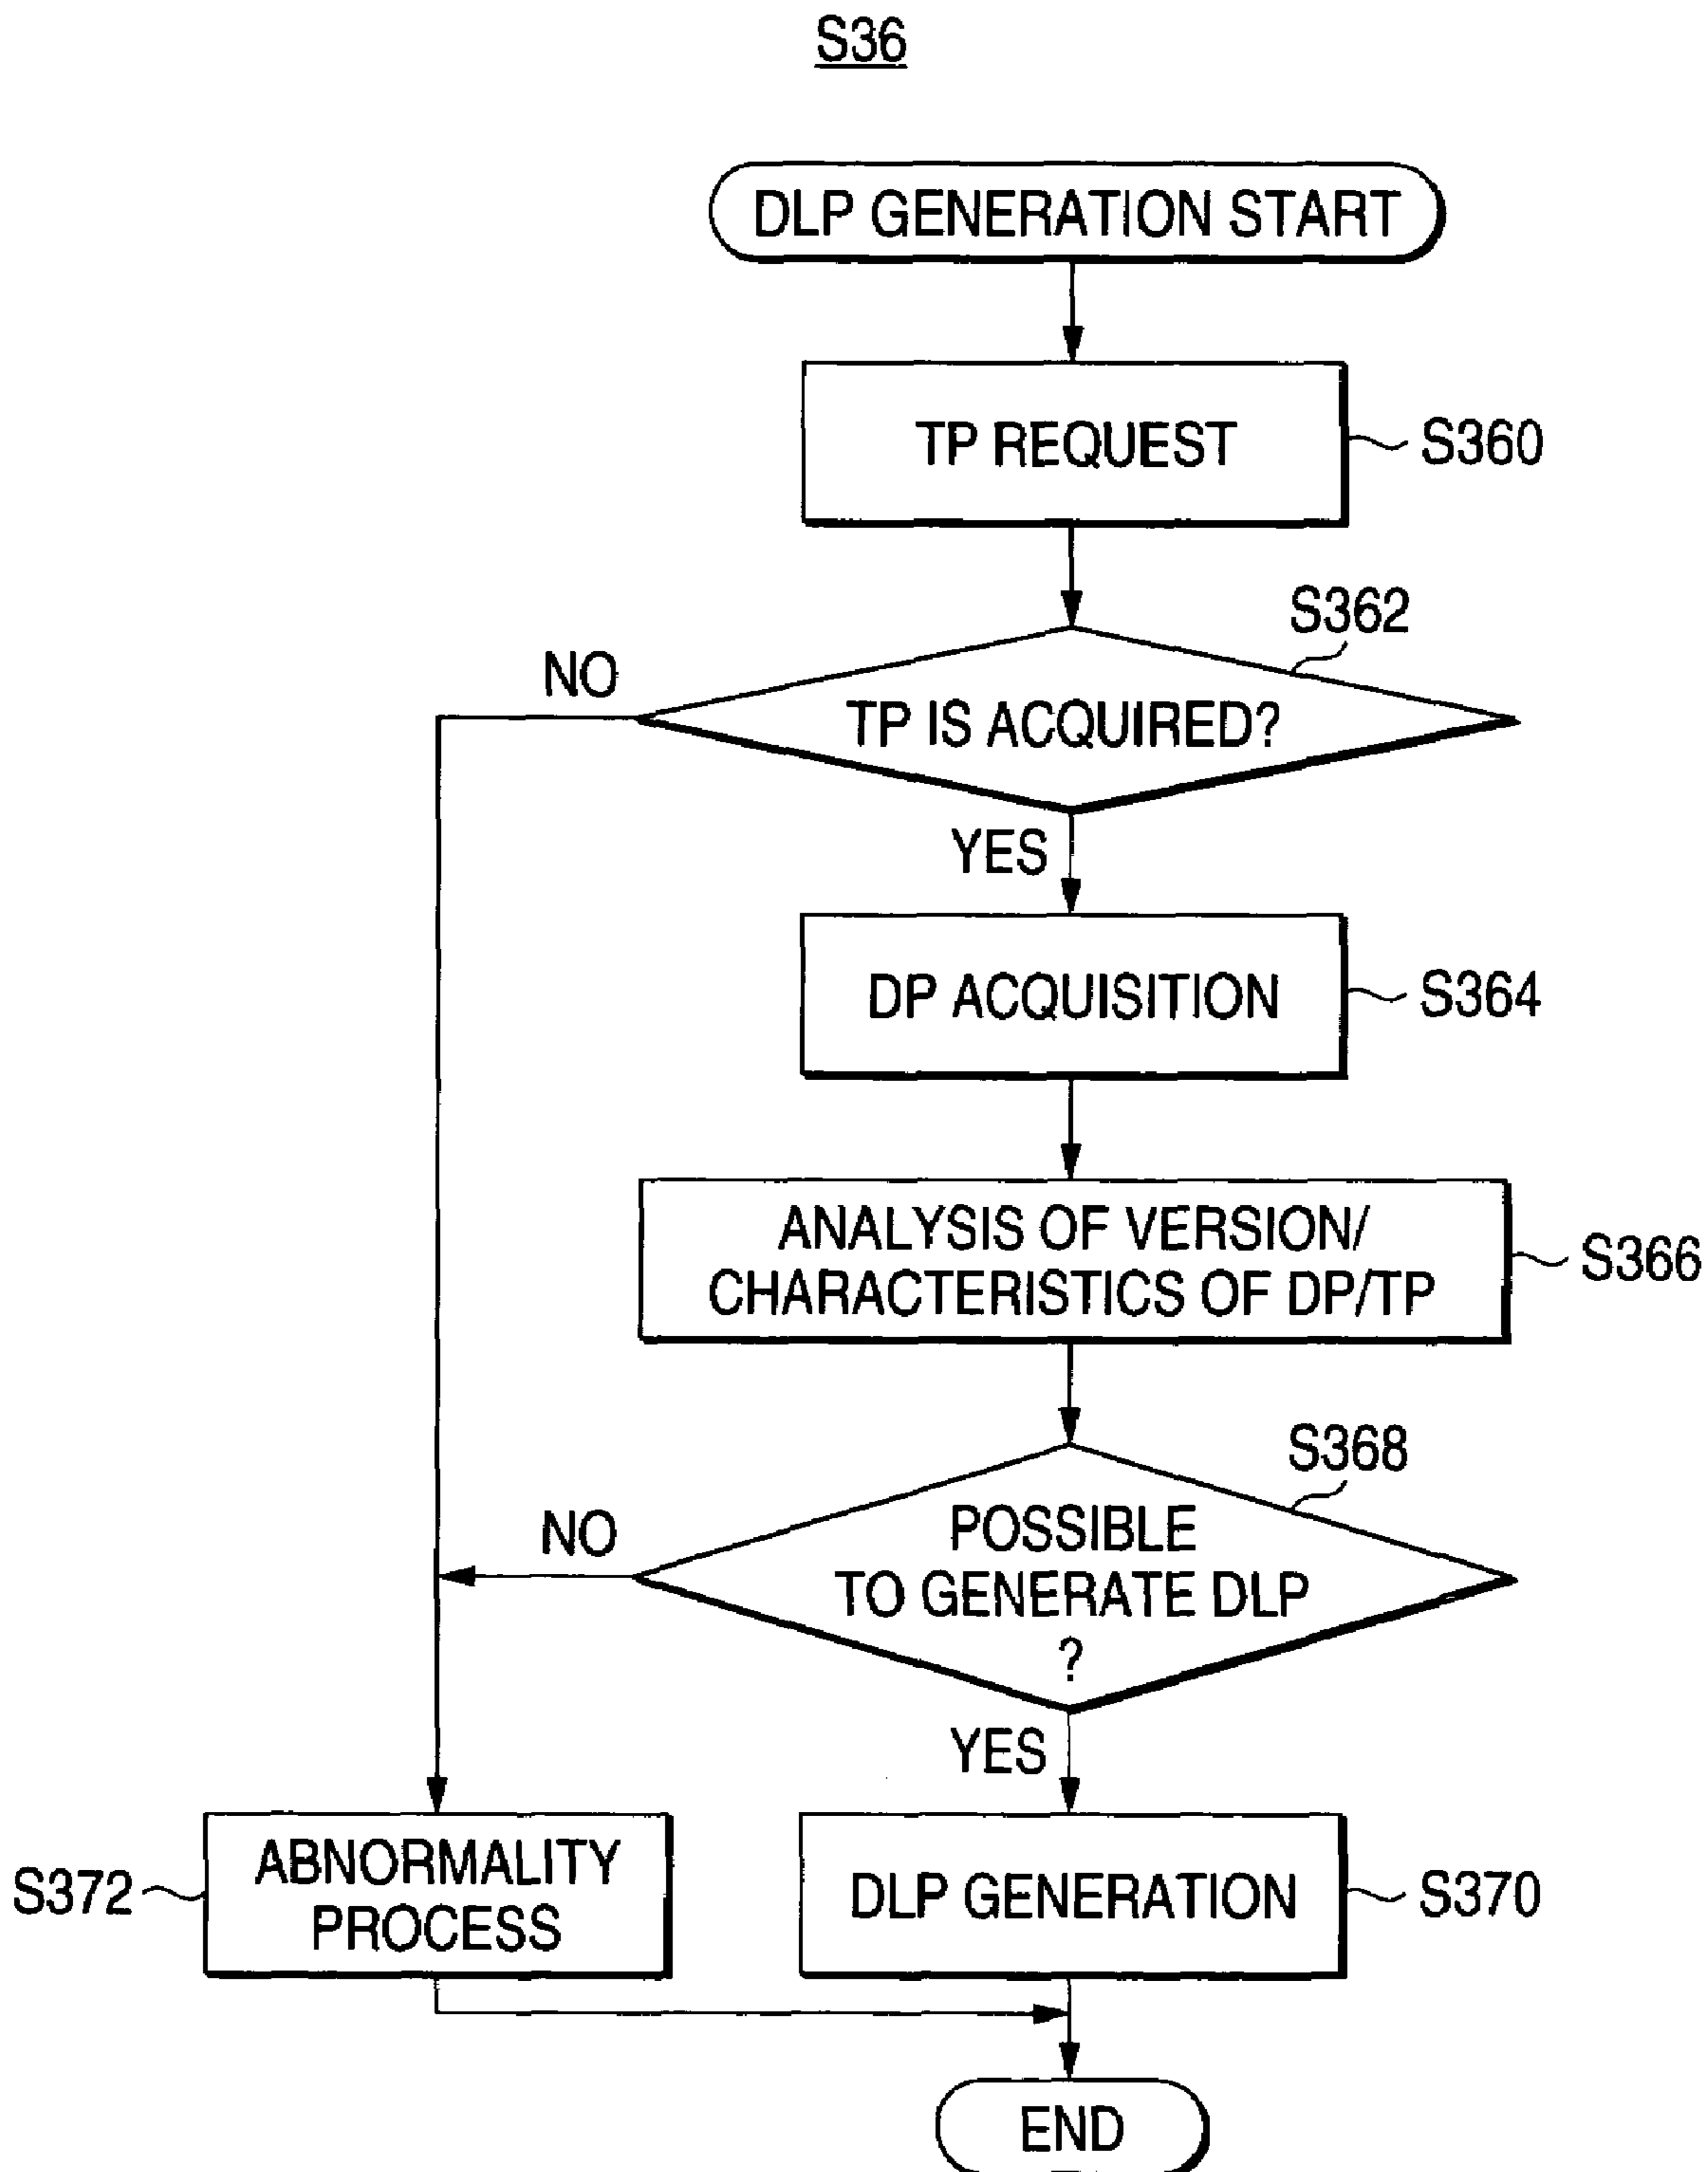 S36
DLP GENERATION START
TP REQUEST
S360
S362
NO
TP IS ACQUIRED?
YES
DP ACQUISITION
S364
ANALYSIS OF VERSION/
CHARACTERISTICS OF DP/TP
S366
S368
NO
POSSIBLE
TO GENERATE DLP
?
YES
S372
ABNORMALITY
PROCESS
DLP GENERATION
S370
END